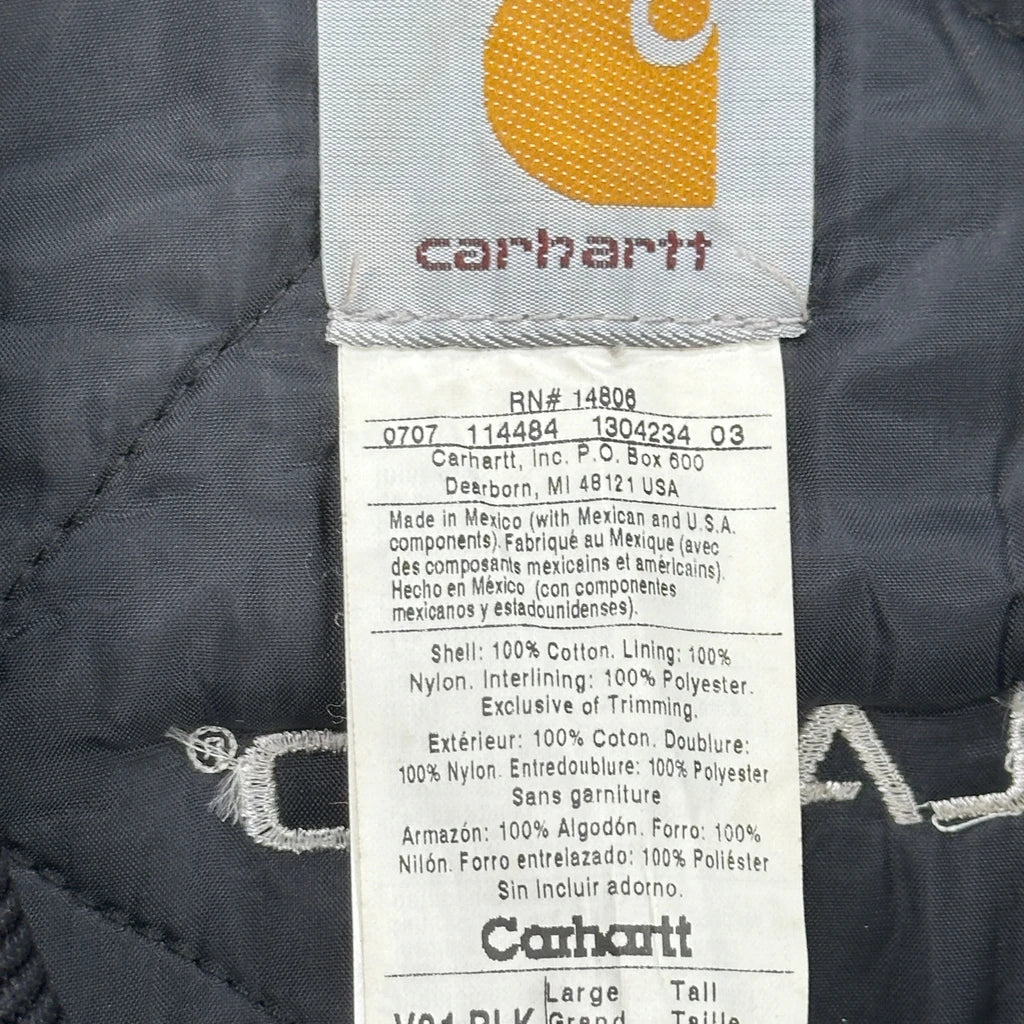 carhartt
RN# 14806
0707 114484 1304234 03
Carhartt, Inc. P.O. Box 600
Dearborn, MI 48121 USA
Made in Mexico (with Mexican and U.S.A.
components). Fabriqué au Mexique (avec
des composants mexicains et américains).
Hecho en México (con componentes
mexicanos y estadounidenses).
Shell: 100% Cotton. Lining: 100%
Nylon. Interlining: 100% Polyester.
Exclusive of Trimming.
Extérieur: 100% Coton. Doublure:
100% Nylon. Entredoublure: 100% Polyester
Sans garniture
Armazón: 100% Algodón. Forro: 100%
Nilón. Forro entrelazado: 100% Poliéster
Sin Incluir adorno.
Carhartt
Large Tall
V01 BLK Grand Taille